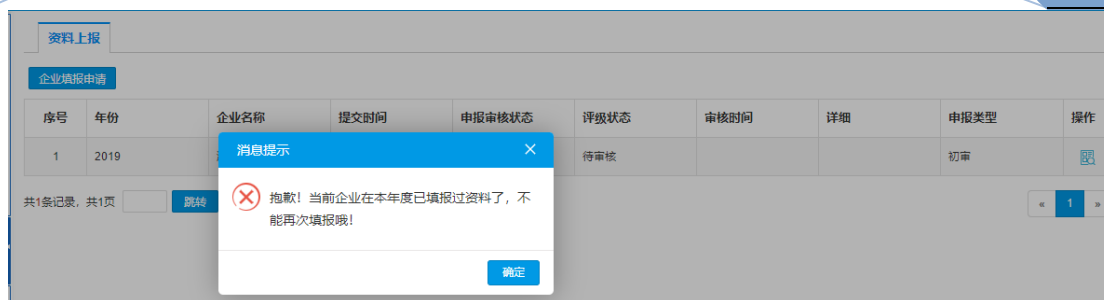 资料上报
企业填报申请
序号 年份 企业名称 提交时间 申报审核状态 评级状态 审核时间 详细 申报类型 操作
1 2019 待审核 初审
消息提示
抱歉！当前企业在本年度已填报过资料了，不
能再次填报哦！
确定
共1条记录，共1页 跳转 « 1 »